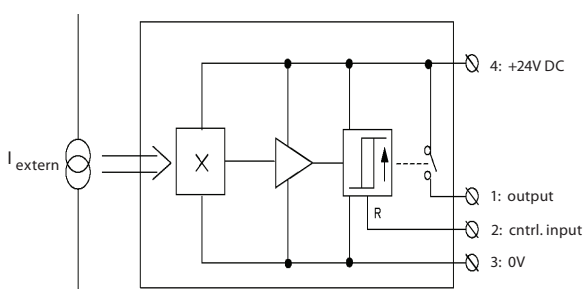 4: +24V DC
I extern
X
R
1: output
2: cntrl. input
3: 0V